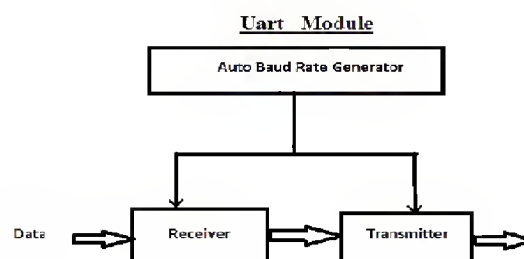 Uart Module
Auto Baud Rate Generator
Data
Receiver
Transmitter